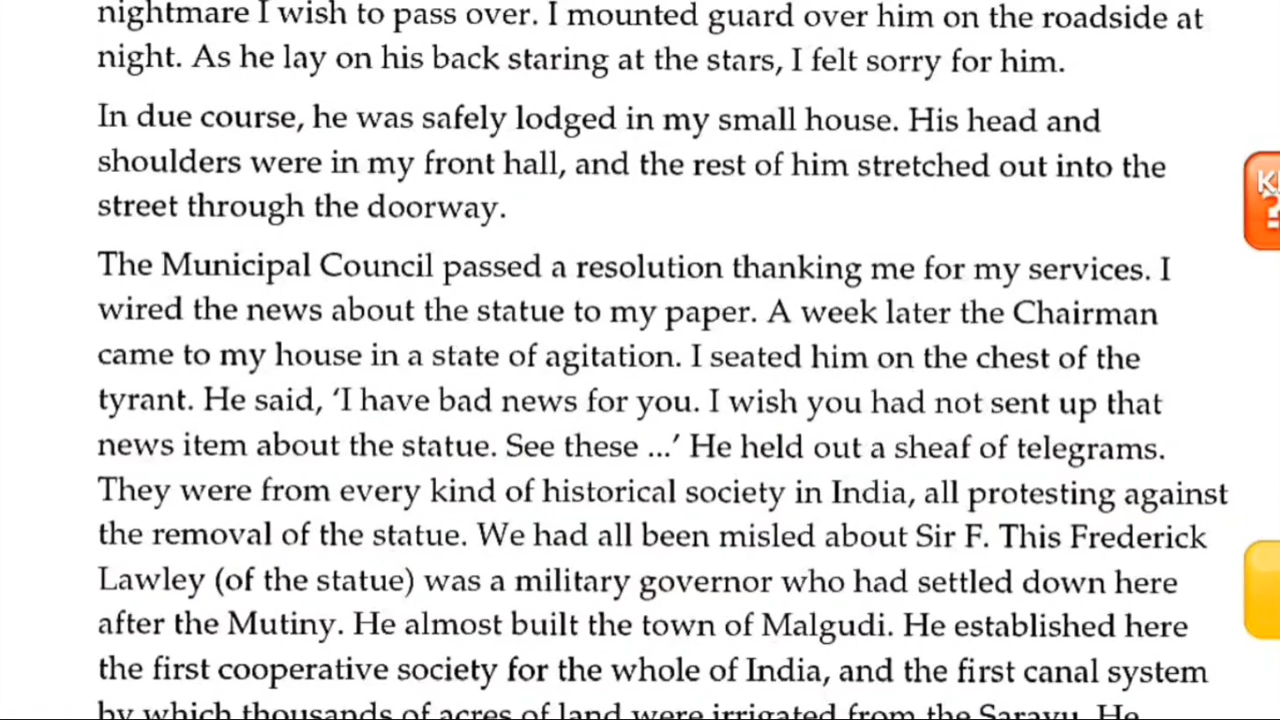 nightmare I wish to pass over. I mounted guard over him on the roadside at
night. As he lay on his back staring at the stars, I felt sorry for him.
In due course, he was safely lodged in my small house. His head and
shoulders were in my front hall, and the rest of him stretched out into the
street through the doorway.
The Municipal Council passed a resolution thanking me for my services. I
wired the news about the statue to my paper. A week later the Chairman
came to my house in a state of agitation. I seated him on the chest of the
tyrant. He said, ‘I have bad news for you. I wish you had not sent up that
news item about the statue. See these ...’ He held out a sheaf of telegrams.
They were from every kind of historical society in India, all protesting against
the removal of the statue. We had all been misled about Sir F. This Frederick
Lawley (of the statue) was a military governor who had settled down here
after the Mutiny. He almost built the town of Malgudi. He established here
the first cooperative society for the whole of India, and the first canal system
by which thousands of acres of land were irrigated from the Sarayu. He